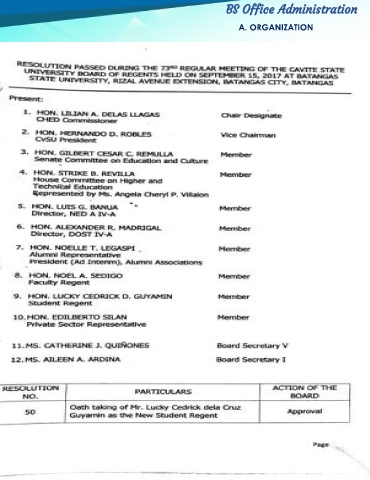 BS Office Administration
A. ORGANIZATION
RESOLUTION PASSED DURING THE 73RD REGULAR MEETING OF THE CAVITE STATE
UNIVERSITY BOARD OF REGENTS HELD ON SEPTEMBER 15, 2017 AT BATANGAS
STATE UNIVERSITY, RIZAL AVENUE EXTENSION, BATANGAS CITY, BATANGAS
Present:
1. HON. LILIAN A. DELAS LLAGAS Chair Designate
CHED Commissioner
2. HON. HERNANDO D. ROBLES Vice Chairman
CvSU President
3. HON. GILBERT CESAR C. REMULLA Member
Senate Committee on Education and Culture
4. HON. STRIKE B. REVILLA Member
House Committee on Higher and
Technical Education
Represented by Ms. Angela Cheryl P. Villalon
5. HON. LUIS G. BANUA Member
Director, NED A IV-A
6. HON. ALEXANDER R. MADRIGAL Member
Director, DOST IV-A
7. HON. NOELLE T. LEGASPI Member
Alumni Representative
President (Ad Interim), Alumni Associations
8. HON. NOEL A. SEDIGO Member
Faculty Regent
9. HON. LUCKY CEDRICK D. GUYAMIN Member
Student Regent
10. HON. EDILBERTO SILAN Member
Private Sector Representative
11. MS. CATHERINE J. QUIÑONES Board Secretary V
12. MS. AILEEN A. ARDINA Board Secretary I
RESOLUTION NO. PARTICULARS ACTION OF THE BOARD
50 Oath taking of Mr. Lucky Cedrick dela Cruz Approval
Guyamin as the New Student Regent
Page